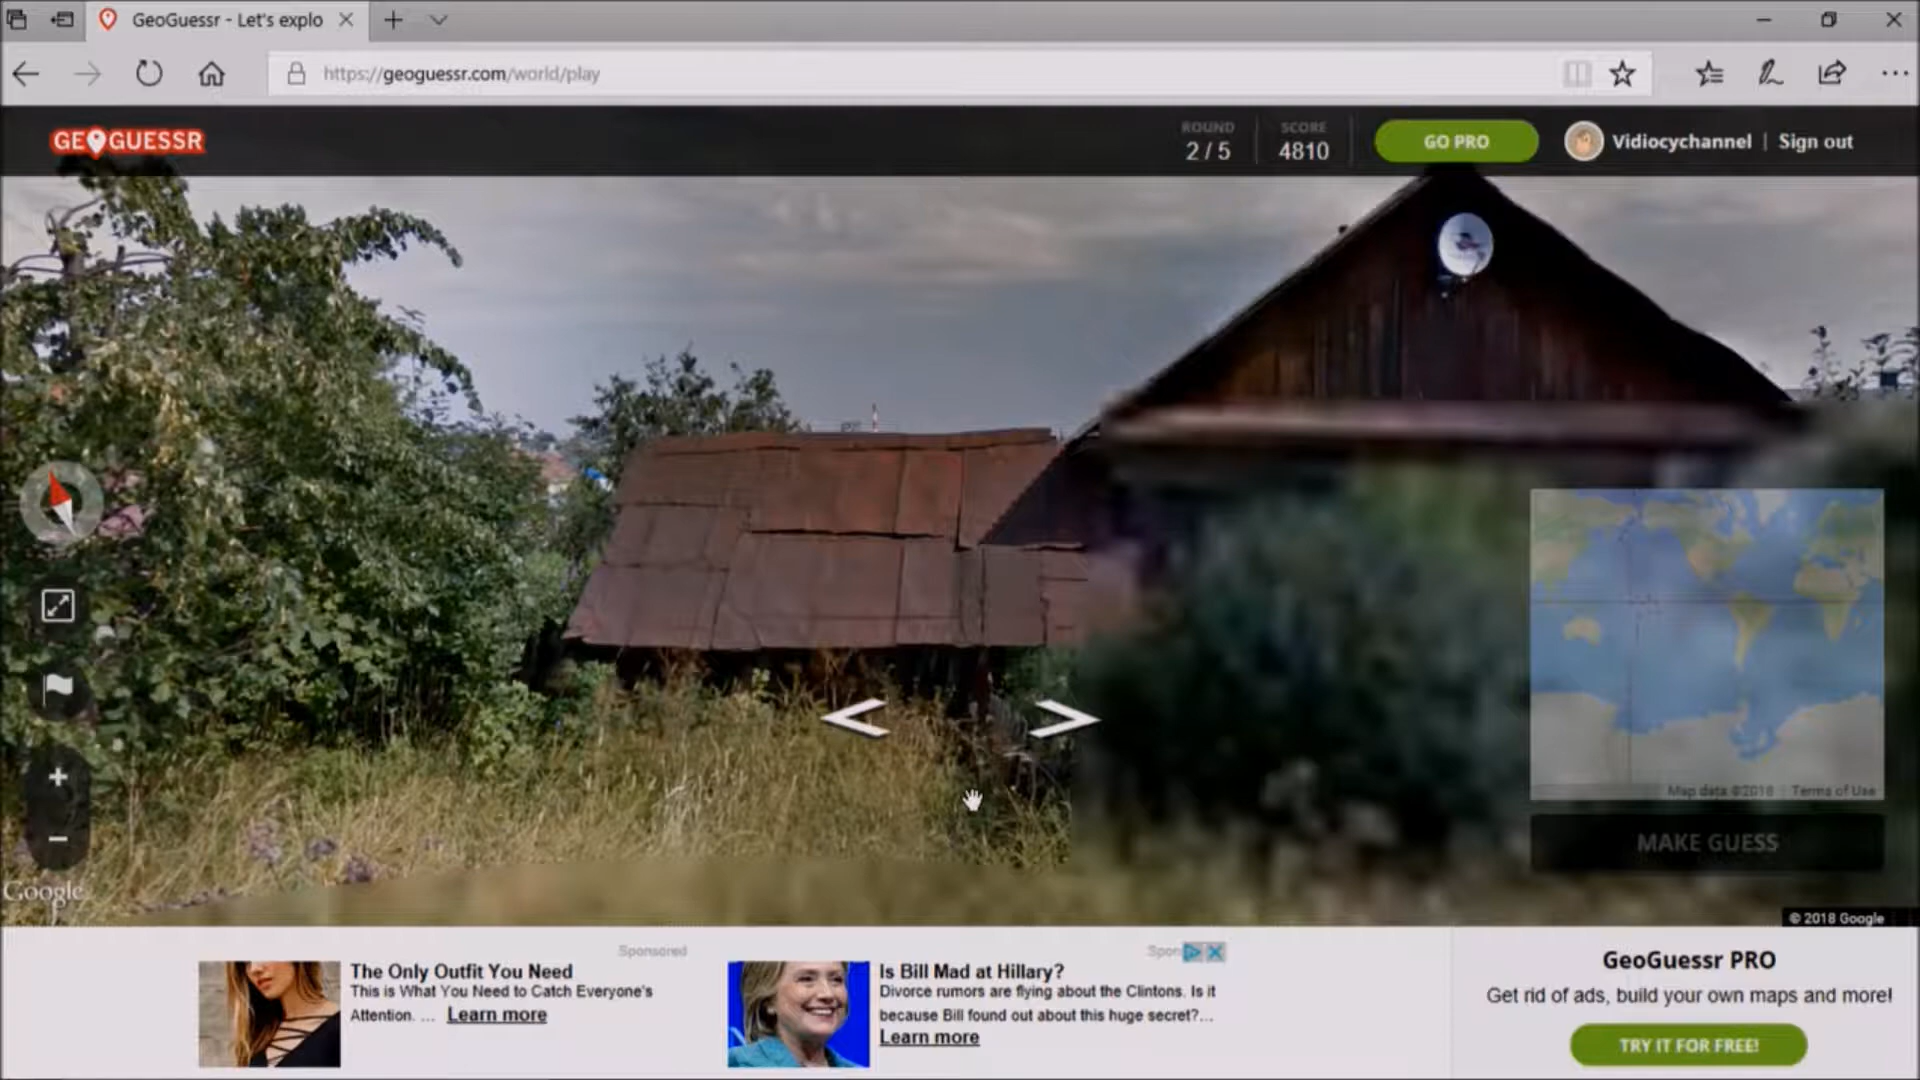 GeoGuessr - Let's explo
https://geoguessr.com/world/play
GEOGUESSR
ROUND
2 / 5
SCORE
4810
GO PRO
Vidiocychannel | Sign out
Map data ©2018
Terms of Use
MAKE GUESS
Google
© 2018 Google
Sponsored
The Only Outfit You Need
This is What You Need to Catch Everyone's
Attention. ... Learn more
Spon
Is Bill Mad at Hillary?
Divorce rumors are flying about the Clintons. Is it
because Bill found out about this huge secret?...
Learn more
GeoGuessr PRO
Get rid of ads, build your own maps and more!
TRY IT FOR FREE!